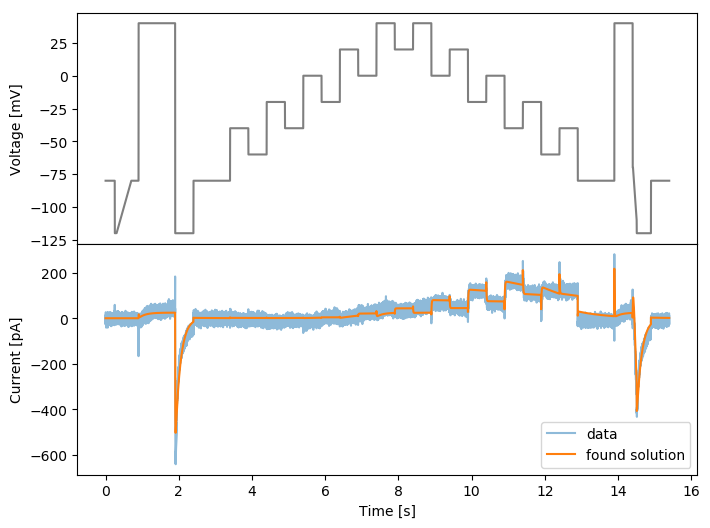 25
0
−25
−50
−75
−100
−125
Voltage [mV]
200
0
−200
−400
−600
Current [pA]
data
found solution
0 2 4 6 8 10 12 14 16
Time [s]